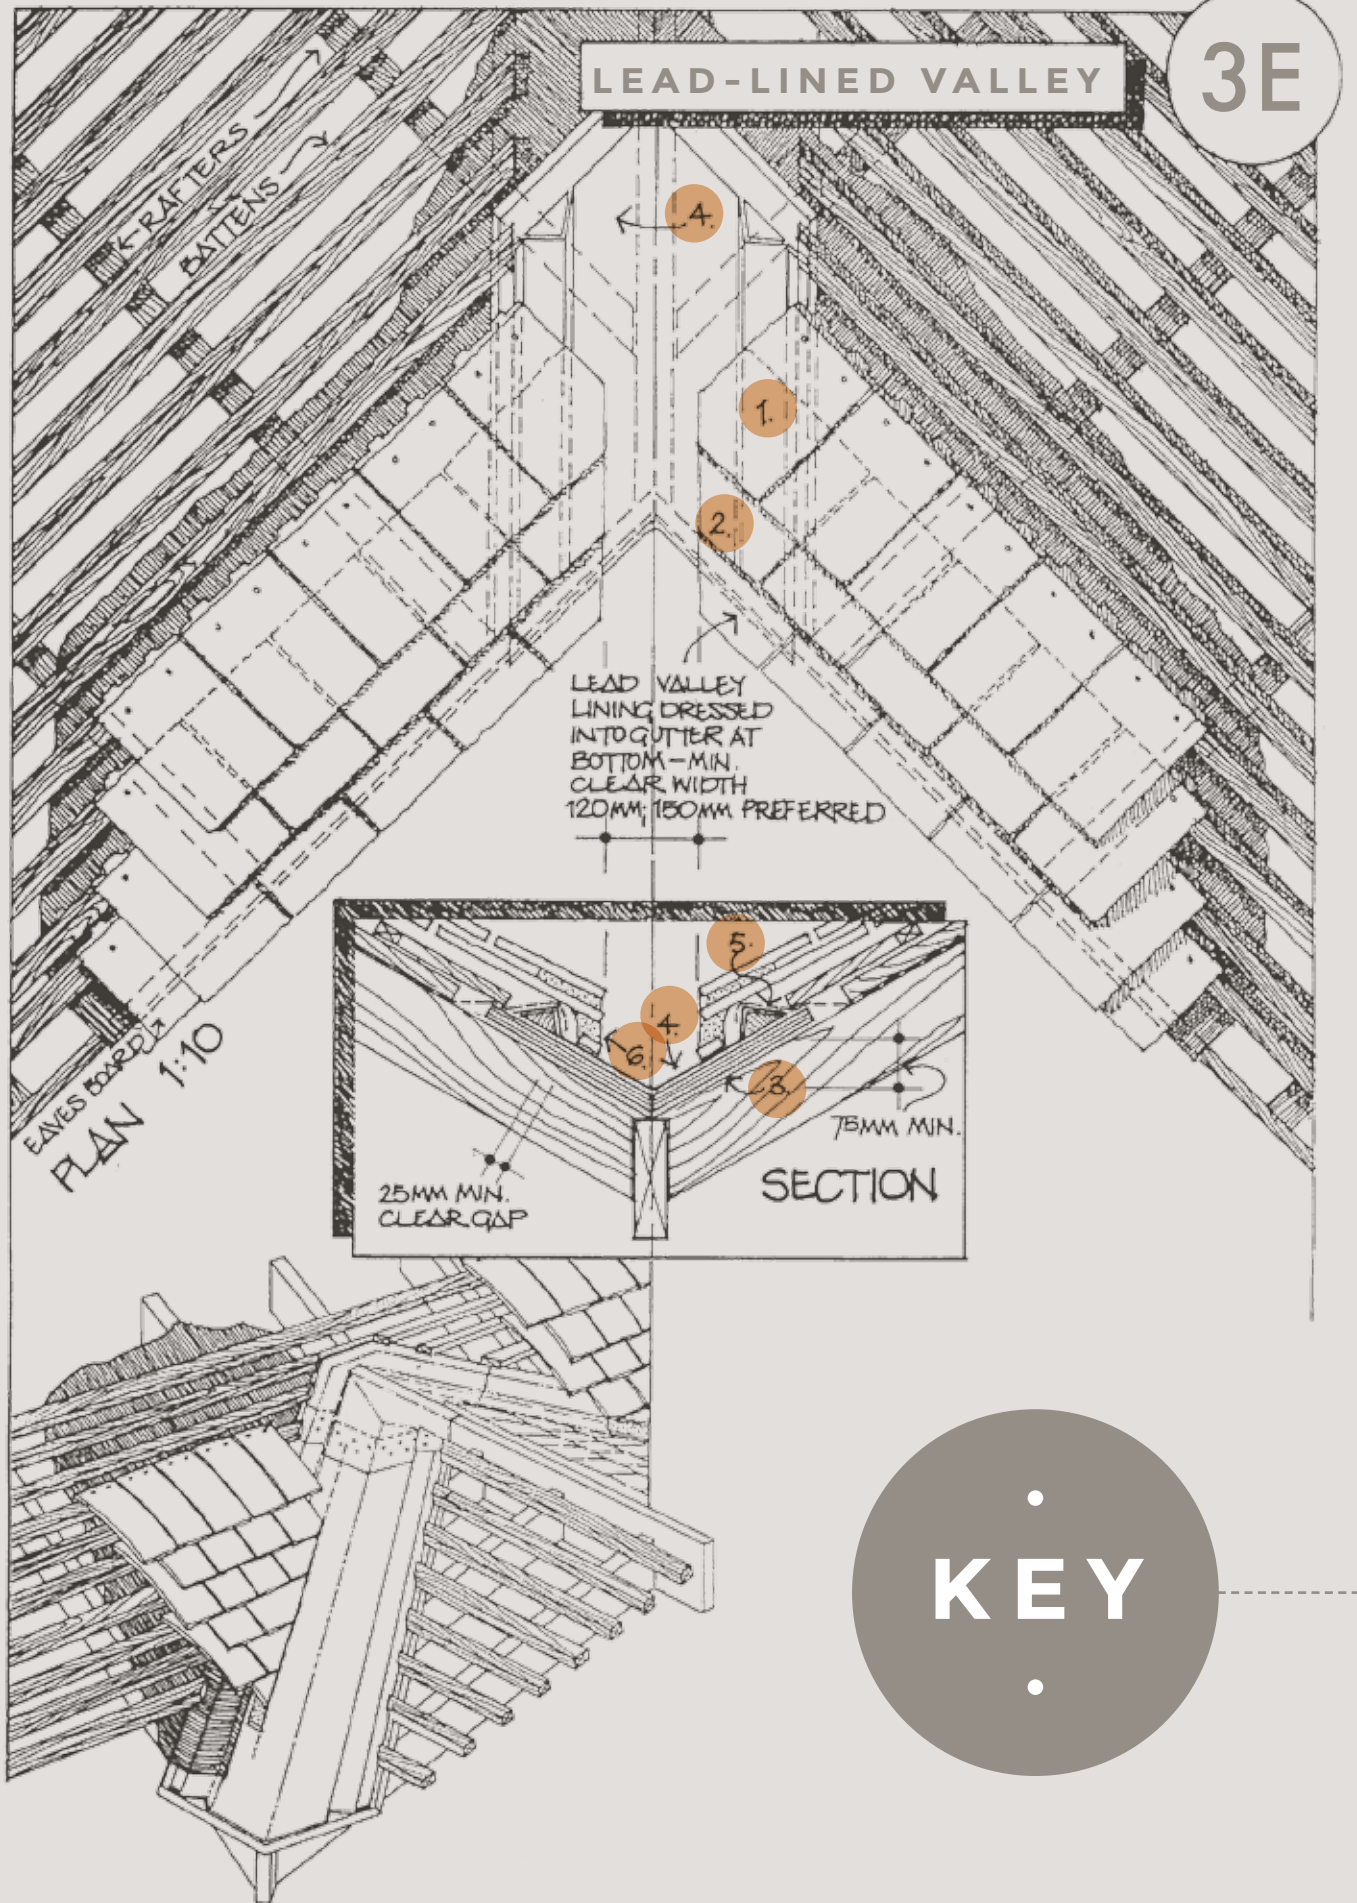 LEAD-LINED VALLEY
3E
RAFTERS
BATTENS
4.
1.
2.
LEAD VALLEY
LINING DRESSED
INTO GUTTER AT
BOTTOM-MIN.
CLEAR WIDTH
120MM; 150MM PREFERRED
5.
4.
6.
3.
75MM MIN.
25MM MIN.
CLEAR GAP
SECTION
EAVES BOARD
1:10
PLAN
KEY